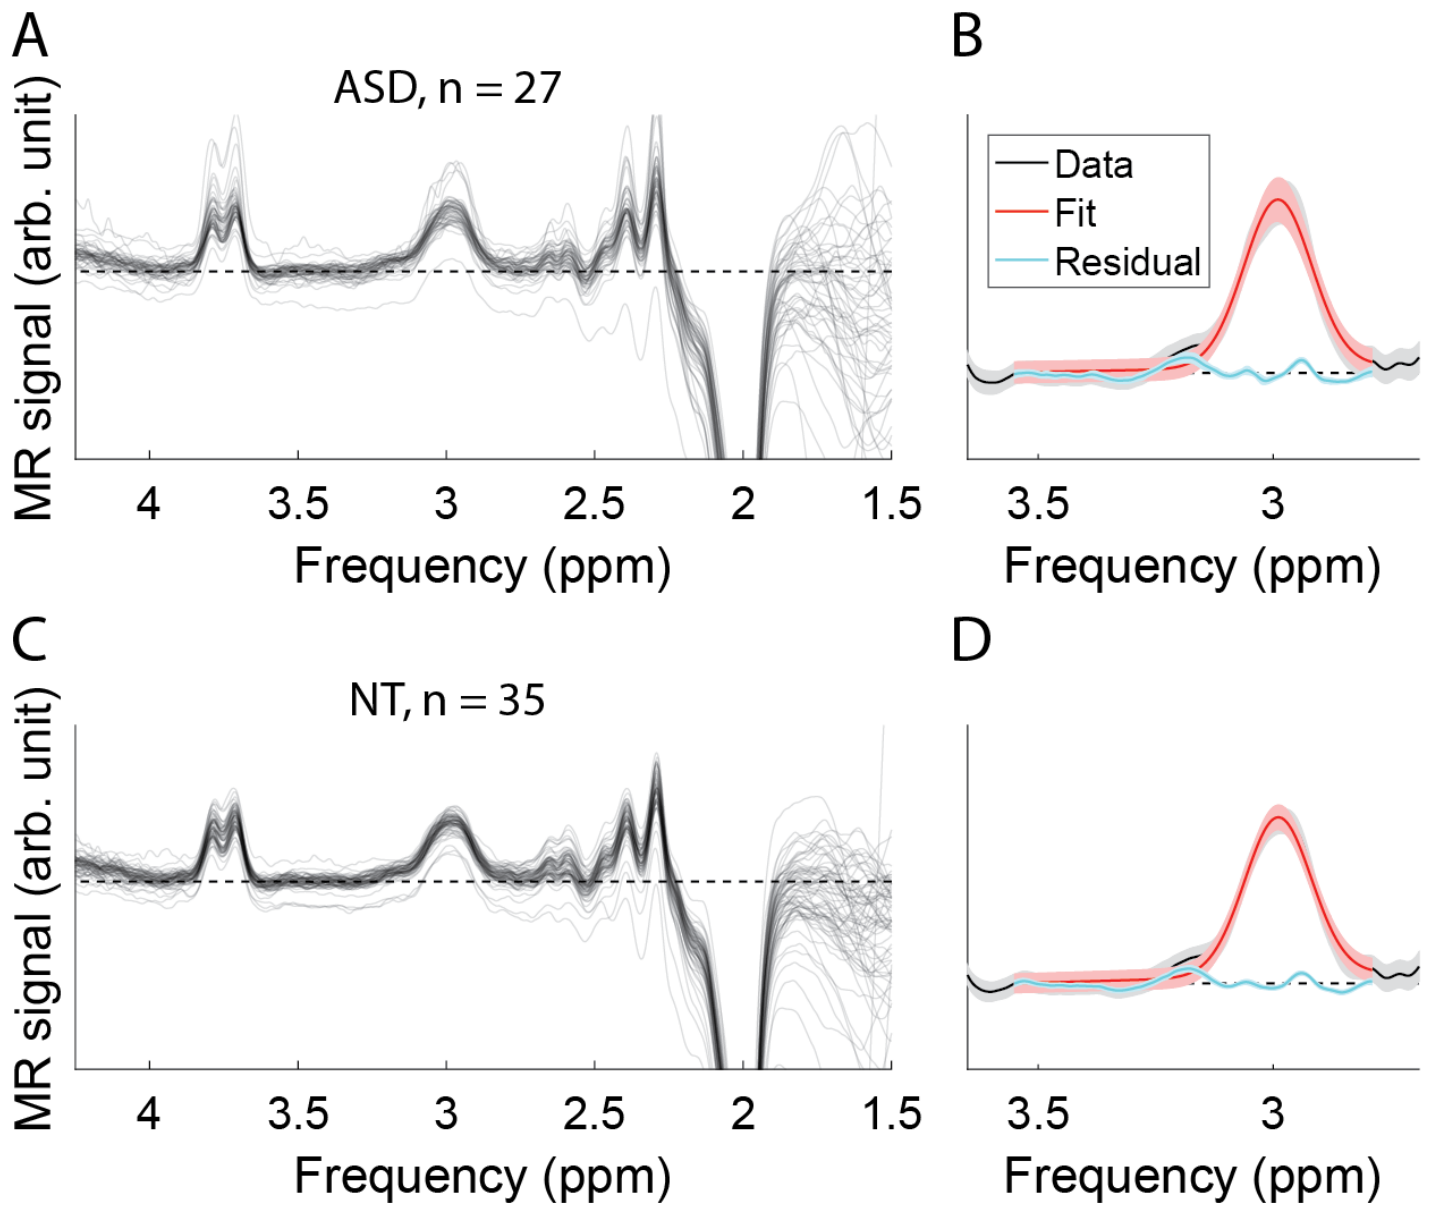 A
ASD, n = 27
MR signal (arb. unit)
4 3.5 3 2.5 2 1.5
Frequency (ppm)
B
Data
Fit
Residual
3.5 3
Frequency (ppm)
C
NT, n = 35
MR signal (arb. unit)
4 3.5 3 2.5 2 1.5
Frequency (ppm)
D
3.5 3
Frequency (ppm)